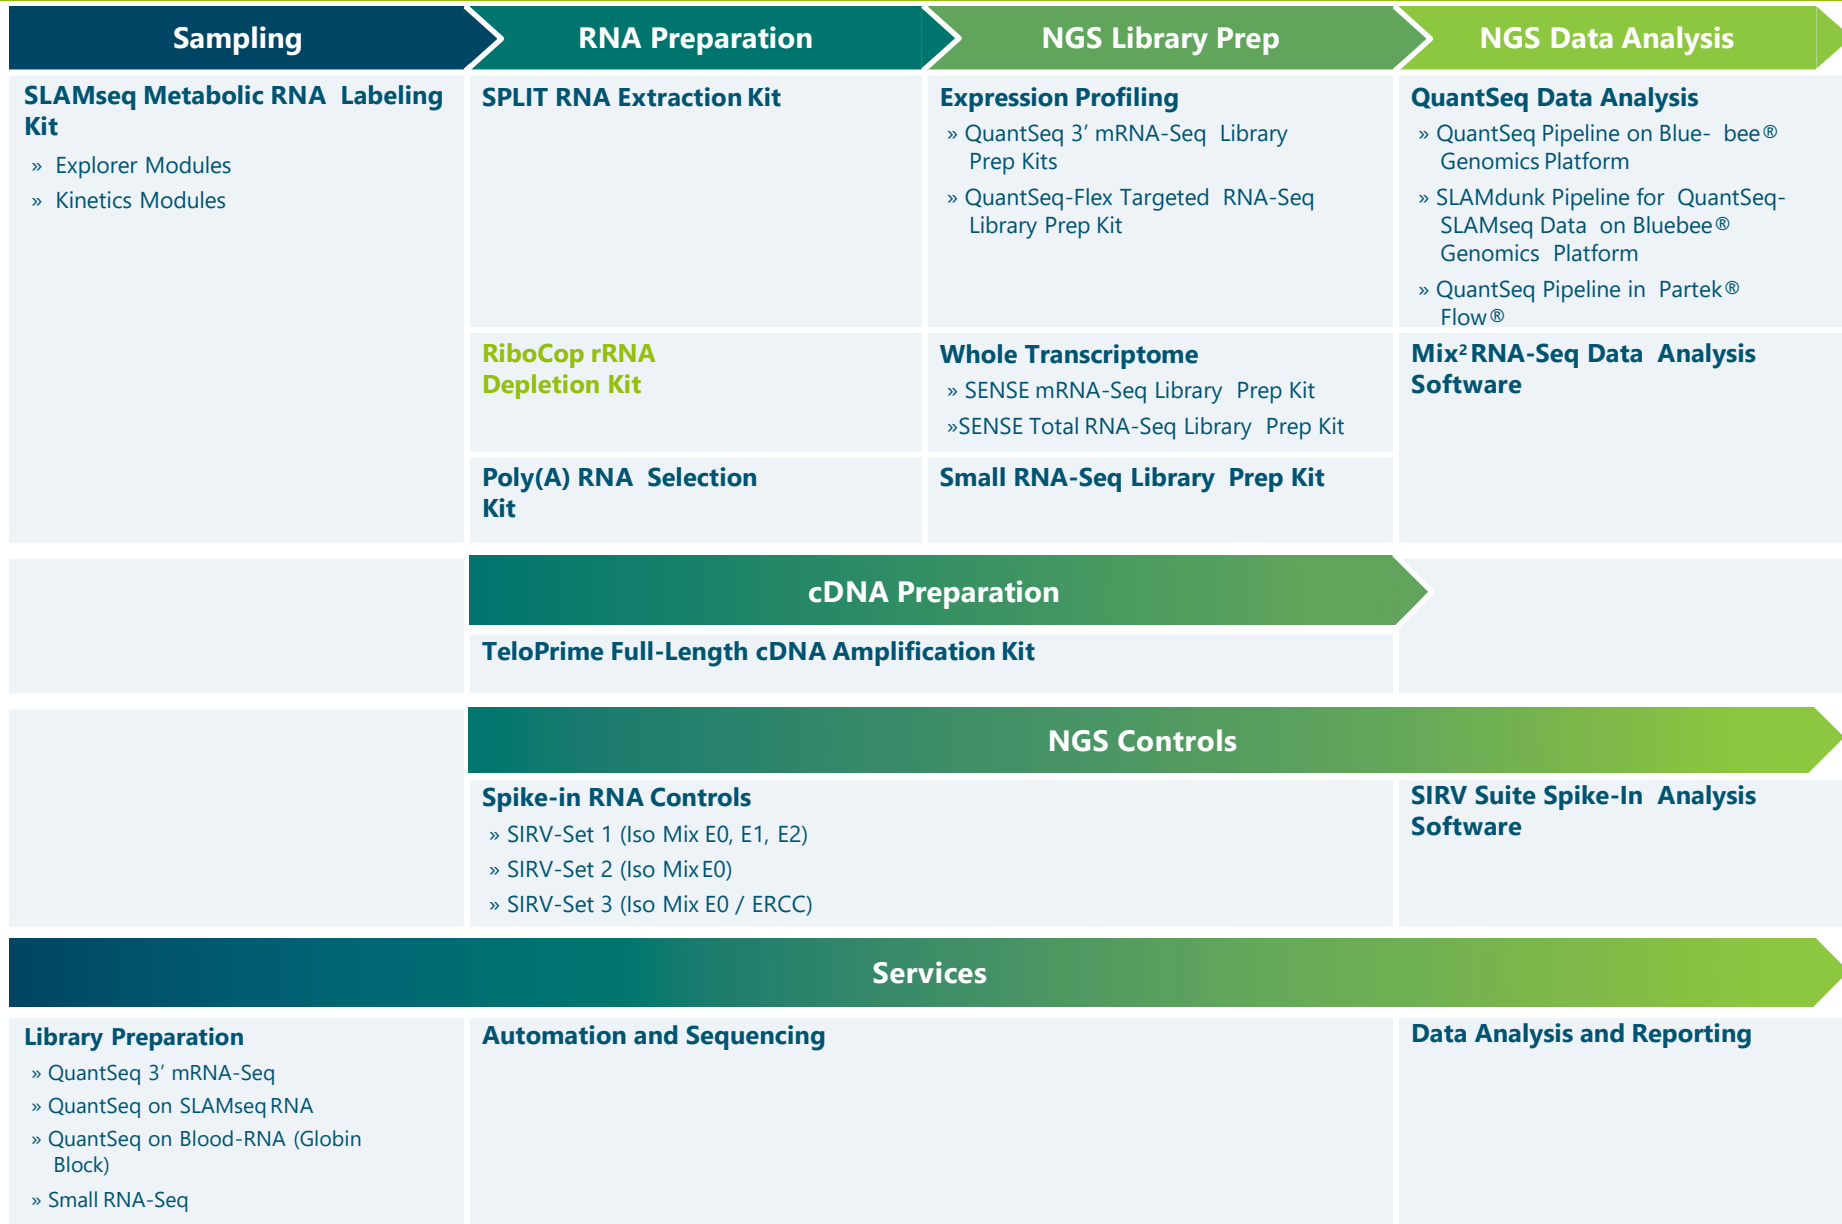 Sampling
RNA Preparation
NGS Library Prep
NGS Data Analysis
SLAMseq Metabolic RNA Labeling
Kit
» Explorer Modules
» Kinetics Modules
SPLIT RNA Extraction Kit
Expression Profiling
» QuantSeq 3’ mRNA-Seq Library
Prep Kits
» QuantSeq-Flex Targeted RNA-Seq
Library Prep Kit
QuantSeq Data Analysis
» QuantSeq Pipeline on Blue- bee®
Genomics Platform
» SLAMdunk Pipeline for QuantSeq-
SLAMseq Data on Bluebee®
Genomics Platform
» QuantSeq Pipeline in Partek®
Flow®
RiboCop rRNA
Depletion Kit
Whole Transcriptome
» SENSE mRNA-Seq Library Prep Kit
»SENSE Total RNA-Seq Library Prep Kit
Mix² RNA-Seq Data Analysis
Software
Poly(A) RNA Selection
Kit
Small RNA-Seq Library Prep Kit
cDNA Preparation
TeloPrime Full-Length cDNA Amplification Kit
NGS Controls
Spike-in RNA Controls
» SIRV-Set 1 (Iso Mix E0, E1, E2)
» SIRV-Set 2 (Iso Mix E0)
» SIRV-Set 3 (Iso Mix E0 / ERCC)
SIRV Suite Spike-In Analysis
Software
Services
Library Preparation
» QuantSeq 3’ mRNA-Seq
» QuantSeq on SLAMseq RNA
» QuantSeq on Blood-RNA (Globin
Block)
» Small RNA-Seq
Automation and Sequencing
Data Analysis and Reporting